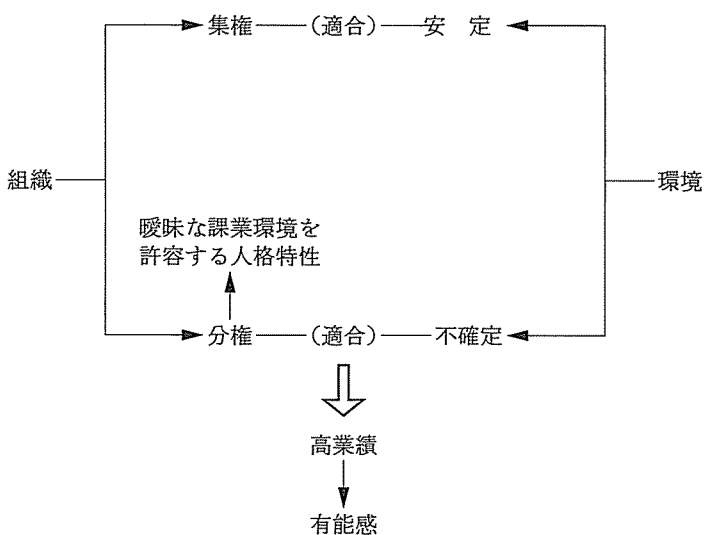 集権―(適合)―安 定
組織
環境
曖昧な課業環境を
許容する人格特性
分権―(適合)―不確定
高業績
有能感